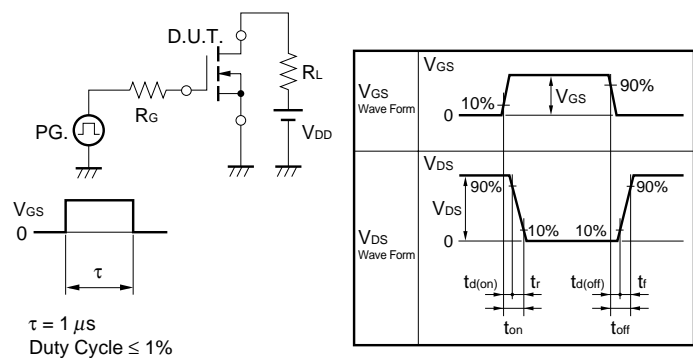 D.U.T.
RL
RG
PG.
VDD
VGS
0
τ
τ = 1 μs
Duty Cycle ≤ 1%
VGS
Wave Form
VGS
10%
90%
VGS
0
VDS
Wave Form
VDS
90%
90%
VDS
10%
10%
0
td(on)
tr
td(off)
tf
ton
toff